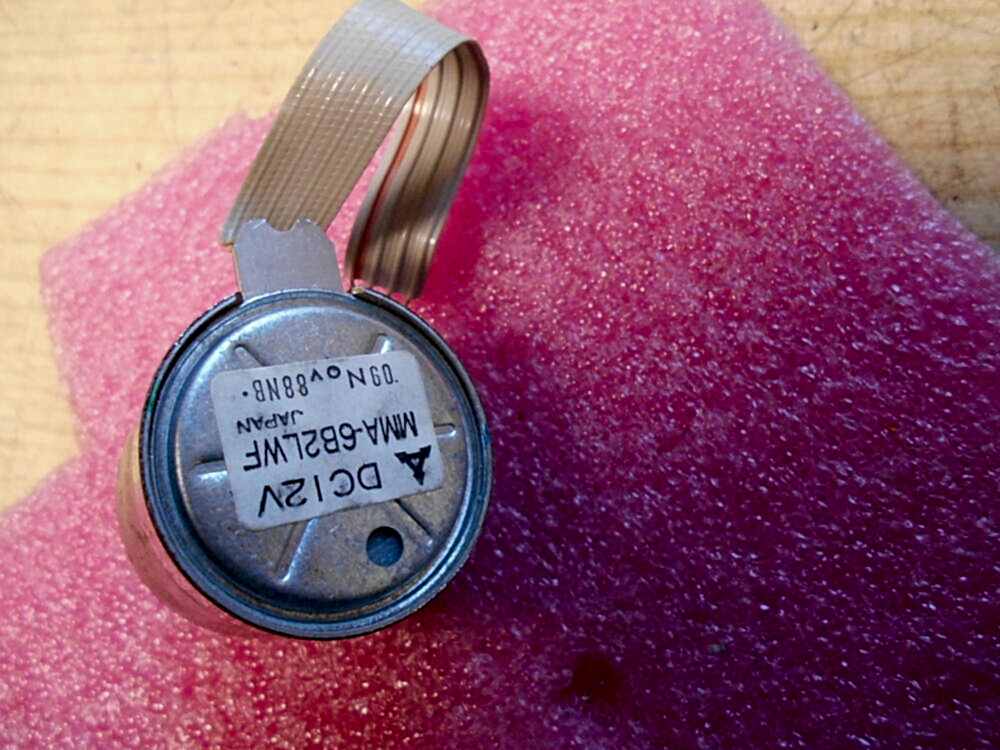 DC12V
MMA-6B2LWF
JAPAN
'09Nov88NB·